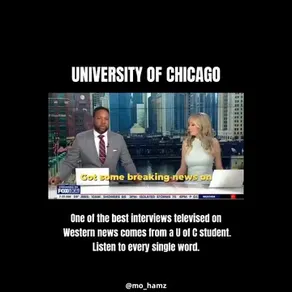 UNIVERSITY OF CHICAGO
Got some breaking news on
One of the best interviews televised on
Western news comes from a U of C student.
Listen to every single word.
@mo_hamz